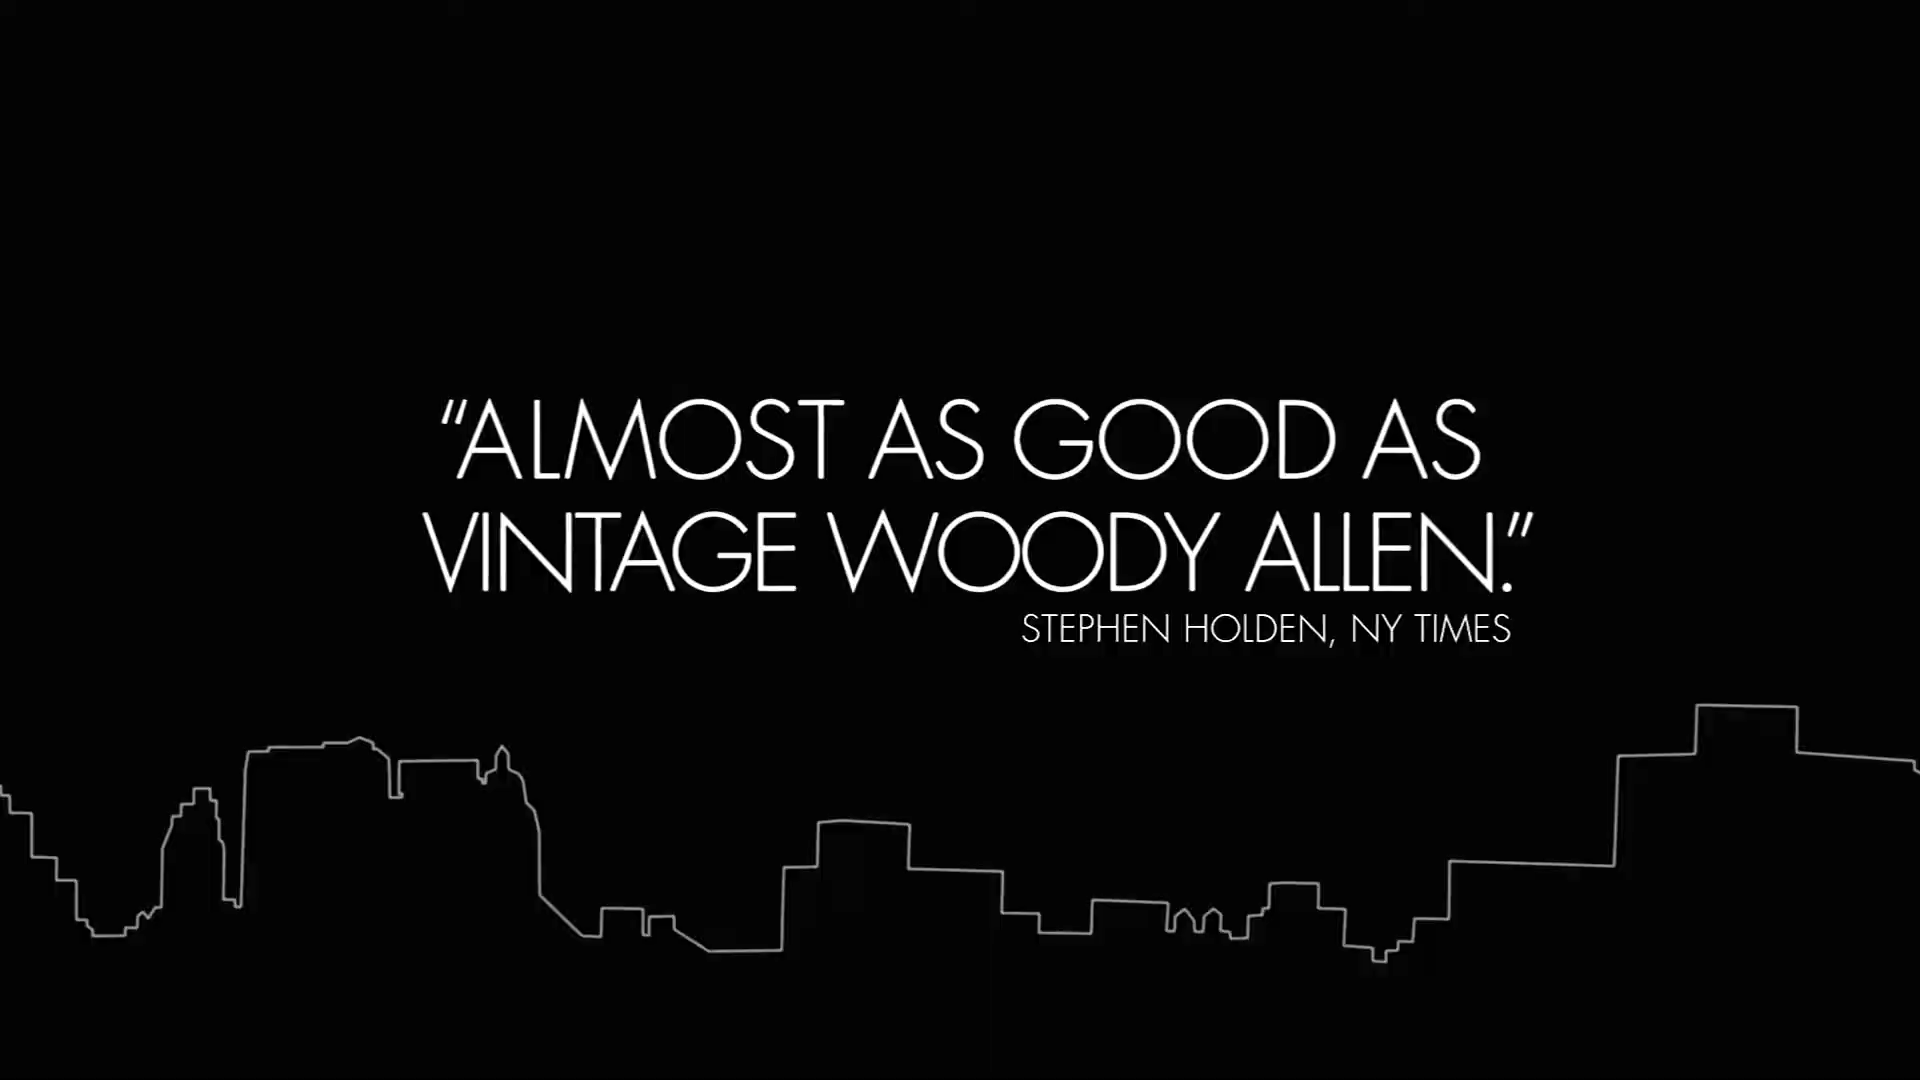 “ALMOST AS GOOD AS
VINTAGE WOODY ALLEN.”
STEPHEN HOLDEN, NY TIMES